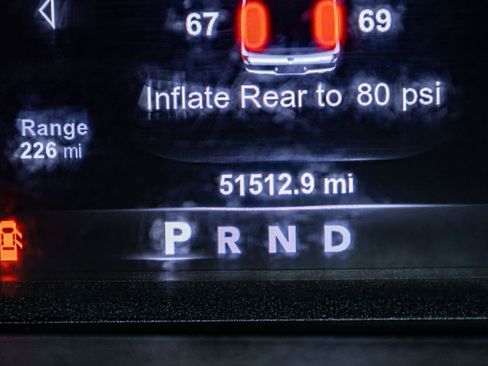 67 69
Inflate Rear to 80 psi
Range
226 mi
51512.9 mi
P R N D